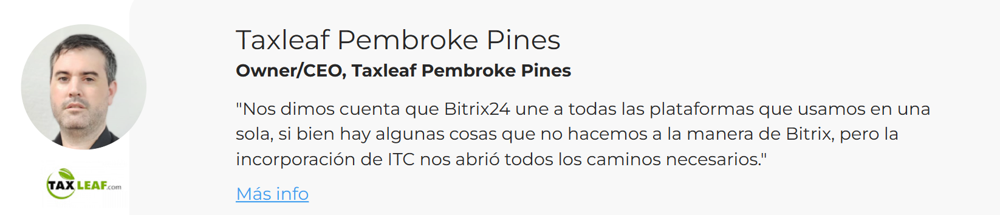 Taxleaf Pembroke Pines
Owner/CEO, Taxleaf Pembroke Pines
"Nos dimos cuenta que Bitrix24 une a todas las plataformas que usamos en una
sola, si bien hay algunas cosas que no hacemos a la manera de Bitrix, pero la
incorporación de ITC nos abrió todos los caminos necesarios."
TAX LEAF.com
Más info